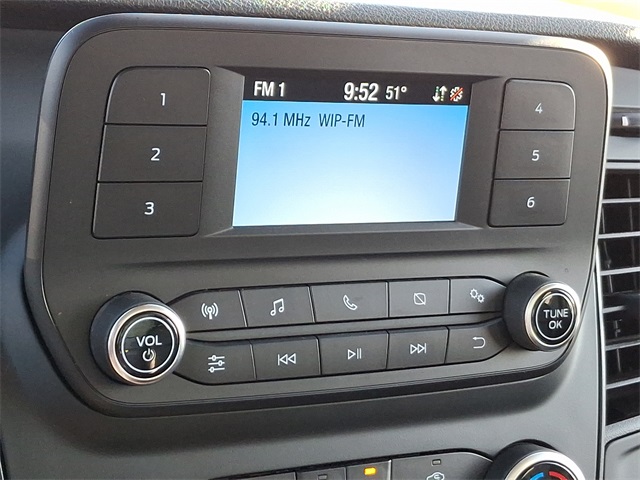 FM 1 9:52 51°
94.1 MHz WIP-FM
1
2
3
4
5
6
VOL
TUNE
OK